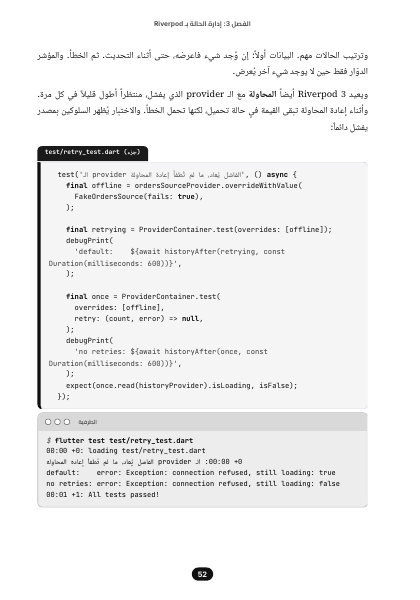 الفصل 3: إدارة الحالة بـ Riverpod
وترتيب الحالات مهم. البيانات أولاً: إن وُجد شيء فاعرضه، حتى أثناء التحديث. ثم الخطأ. والمؤشر
الدوّار فقط حين لا يوجد شيء آخر يُعرض.
ويعيد Riverpod 3 أيضاً المحاولة مع الـ provider الذي يفشل، منتظراً أطول قليلاً في كل مرة.
وأثناء إعادة المحاولة تبقى القيمة في حالة تحميل، لكنها تحمل الخطأ. والاختبار يُظهر السلوكين بمصدر
يفشل دائماً:
test/retry_test.dart (جزء)
test('الـ provider الفاشل يُعاد، ما لم تُطفأ إعادة المحاولة', () async {
final offline = ordersSourceProvider.overrideWithValue(
FakeOrdersSource(fails: true),
);
final retrying = ProviderContainer.test(overrides: [offline]);
debugPrint(
'default:    ${await historyAfter(retrying, const
Duration(milliseconds: 600))}',
);
final once = ProviderContainer.test(
overrides: [offline],
retry: (count, error) => null,
);
debugPrint(
'no retries: ${await historyAfter(once, const
Duration(milliseconds: 600))}',
);
expect(once.read(historyProvider).isLoading, isFalse);
});
الطرفية
$ flutter test test/retry_test.dart
00:00 +0: loading test/retry_test.dart
00:00 +0: الـ provider الفاشل يُعاد، ما لم تُطفأ إعادة المحاولة
default:    error: Exception: connection refused, still loading: true
no retries: error: Exception: connection refused, still loading: false
00:01 +1: All tests passed!
52